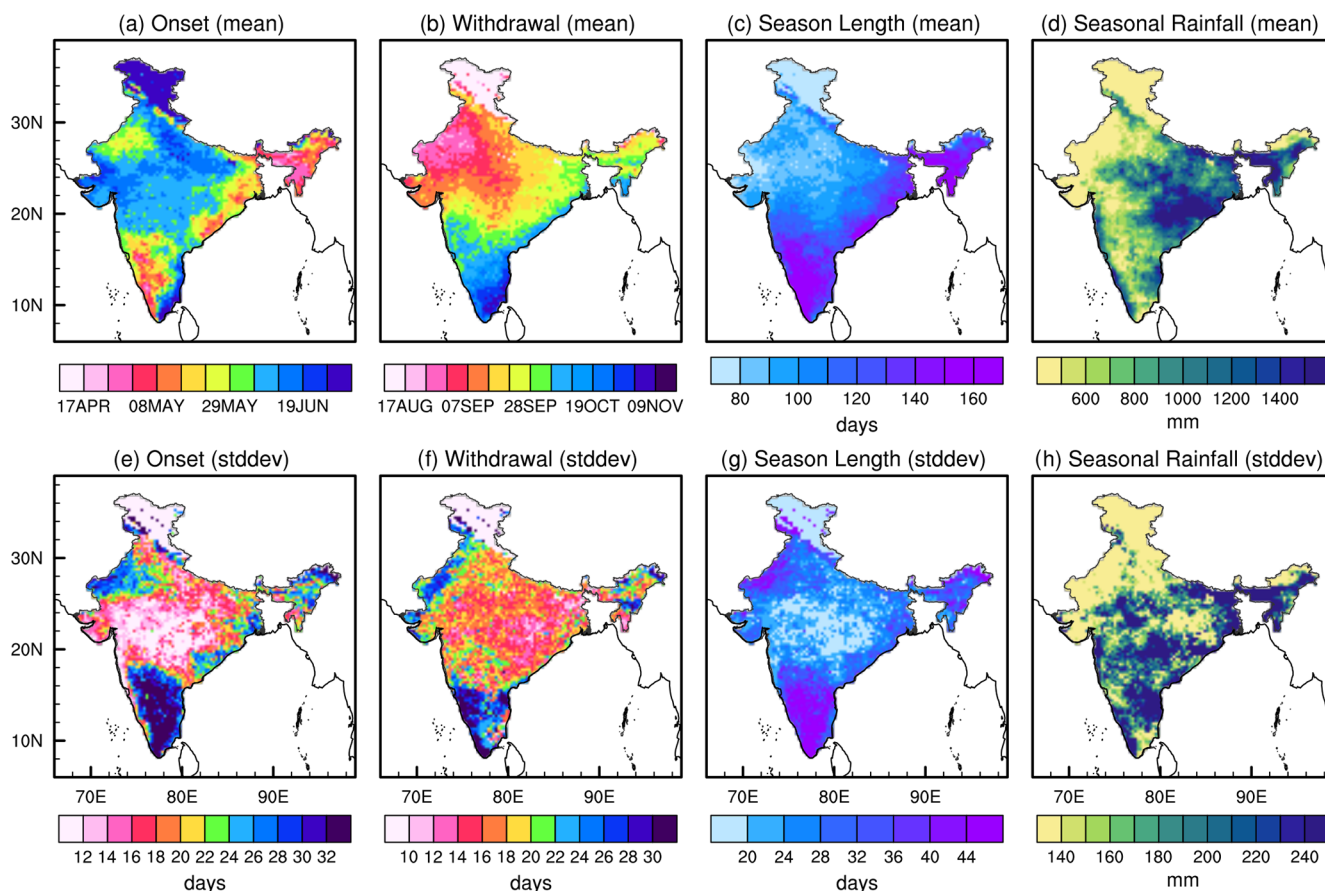 (a) Onset (mean) (b) Withdrawal (mean) (c) Season Length (mean) (d) Seasonal Rainfall (mean)
30N
20N
10N
17APR 08MAY 29MAY 19JUN
17AUG 07SEP 28SEP 19OCT 09NOV
80 100 120 140 160
days
600 800 1000 1200 1400
mm
(e) Onset (stddev) (f) Withdrawal (stddev) (g) Season Length (stddev) (h) Seasonal Rainfall (stddev)
30N
20N
10N
70E 80E 90E 70E 80E 90E 70E 80E 90E 70E 80E 90E
12 14 16 18 20 22 24 26 28 30 32
days
10 12 14 16 18 20 22 24 26 28 30
days
20 24 28 32 36 40 44
days
140 160 180 200 220 240
mm